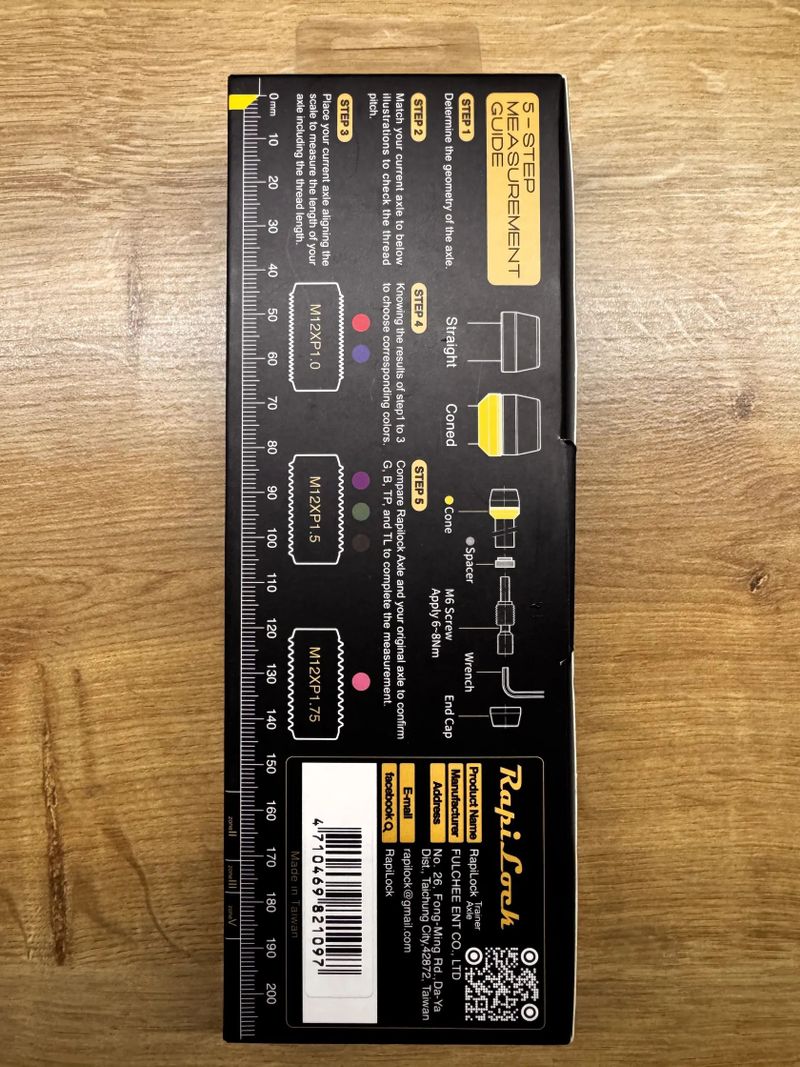 5-STEP
MEASUREMENT
GUIDE
STEP 1
Determine the geometry of the axle.
STEP 2
Match your current axle to below
illustrations to check the thread
pitch.
STEP 3
Place your current axle aligning the
scale to measure the length of your
axle including the thread length.
Straight
Coned
STEP 4
Knowing the results of step1 to 3
to choose corresponding colors.
Cone
Spacer
M6 Screw
Apply 6~8Nm
Wrench
End Cap
STEP 5
Compare Rapilock Axle and your original axle to confirm
G, B, TP, and TL to complete the measurement.
M12XP1.0
M12XP1.5
M12XP1.75
0mm 10 20 30 40 50 60 70 80 90 100 110 120 130 140 150 160 170 180 190 200
zoneII zoneIII zoneV
Rapi.Lock
Product Name RapiLock Trainer Axle
Manufacturer FULCHEE ENT CO., LTD
Address No. 26, Fong-Ming Rd., Da-Ya
Dist., Taichung City.42872, Taiwan
E-mail rapilock@gmail.com
facebook RapiLock
4 710469 821097
Made in Taiwan